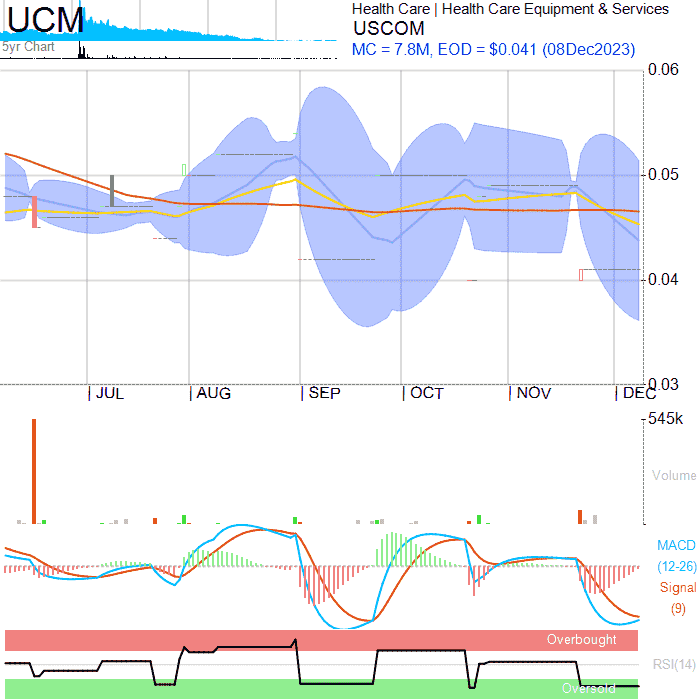 UCM
Health Care | Health Care Equipment & Services
USCOM
5yr Chart
MC = 7.8M, EOD = $0.041 (08Dec2023)
0.06
0.05
0.04
0.03
JUL AUG SEP OCT NOV DEC
545k
Volume
MACD
(12-26)
Signal
(9)
Overbought
RSI(14)
Oversold